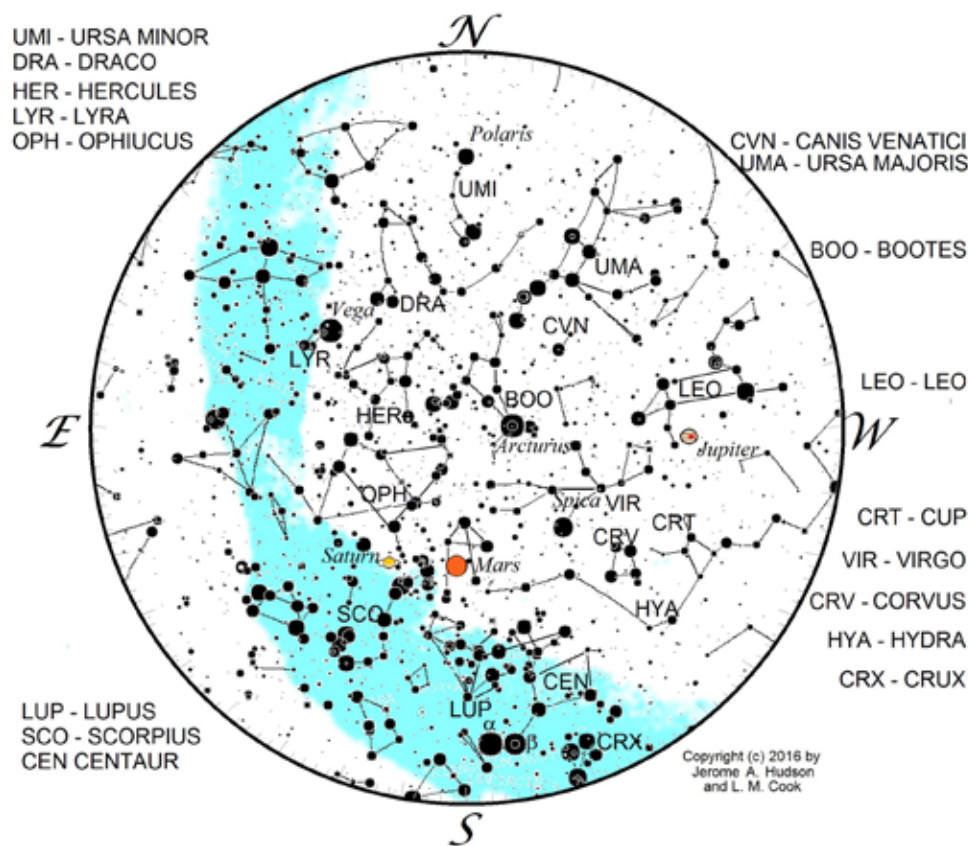 N
UMI - URSA MINOR
DRA - DRACO
HER - HERCULES
LYR - LYRA
OPH - OPHIUCUS
CVN - CANIS VENATICI
UMA - URSA MAJORIS
BOO - BOOTES
LEO - LEO
CRT - CUP
VIR - VIRGO
CRV - CORVUS
HYA - HYDRA
CRX - CRUX
LUP - LUPUS
SCO - SCORPIUS
CEN CENTAUR
Polaris
UMI
UMA
DRA
Vega
CVN
LYR
LEO
BOO
HER
E
Arcturus
Jupiter
W
OPH
Spica
VIR
CRT
CRV
Saturn
Mars
SCO
HYA
CEN
LUP
α
β
CRX
S
Copyright (c) 2016 by
Jerome A. Hudson
and L. M. Cook